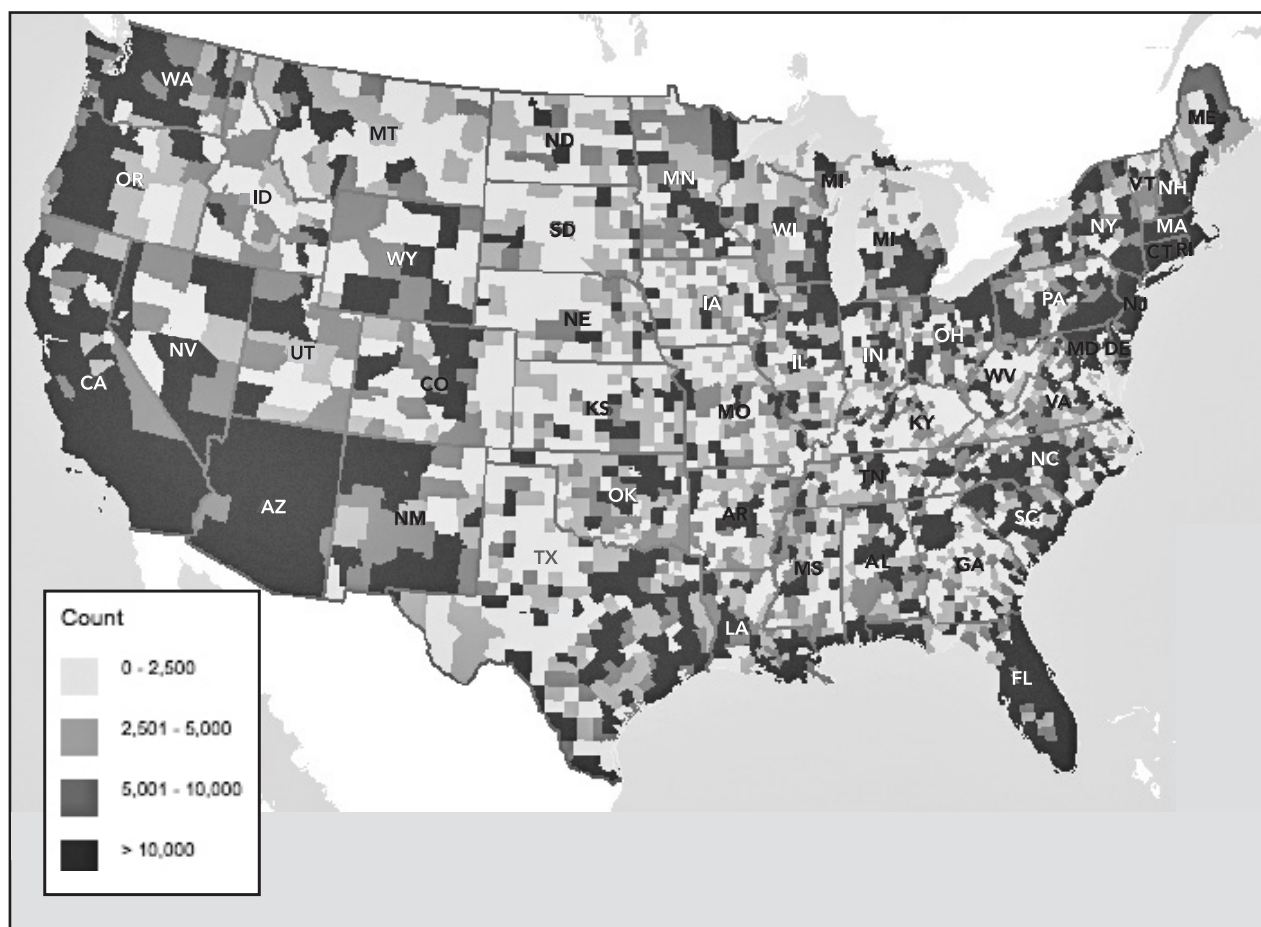 WA
MT
ND
MN
ME
OR
ID
SD
WI
MI
MI
VT
NH
NY
MA
CT
RI
WY
IA
NE
PA
NJ
NV
UT
CO
CA
IL
IN
OH
MD
DE
WV
VA
KS
MO
KY
NC
TN
OK
AZ
NM
AR
SC
TX
MS
AL
GA
LA
FL
Count
0 - 2,500
2,501 - 5,000
5,001 - 10,000
> 10,000